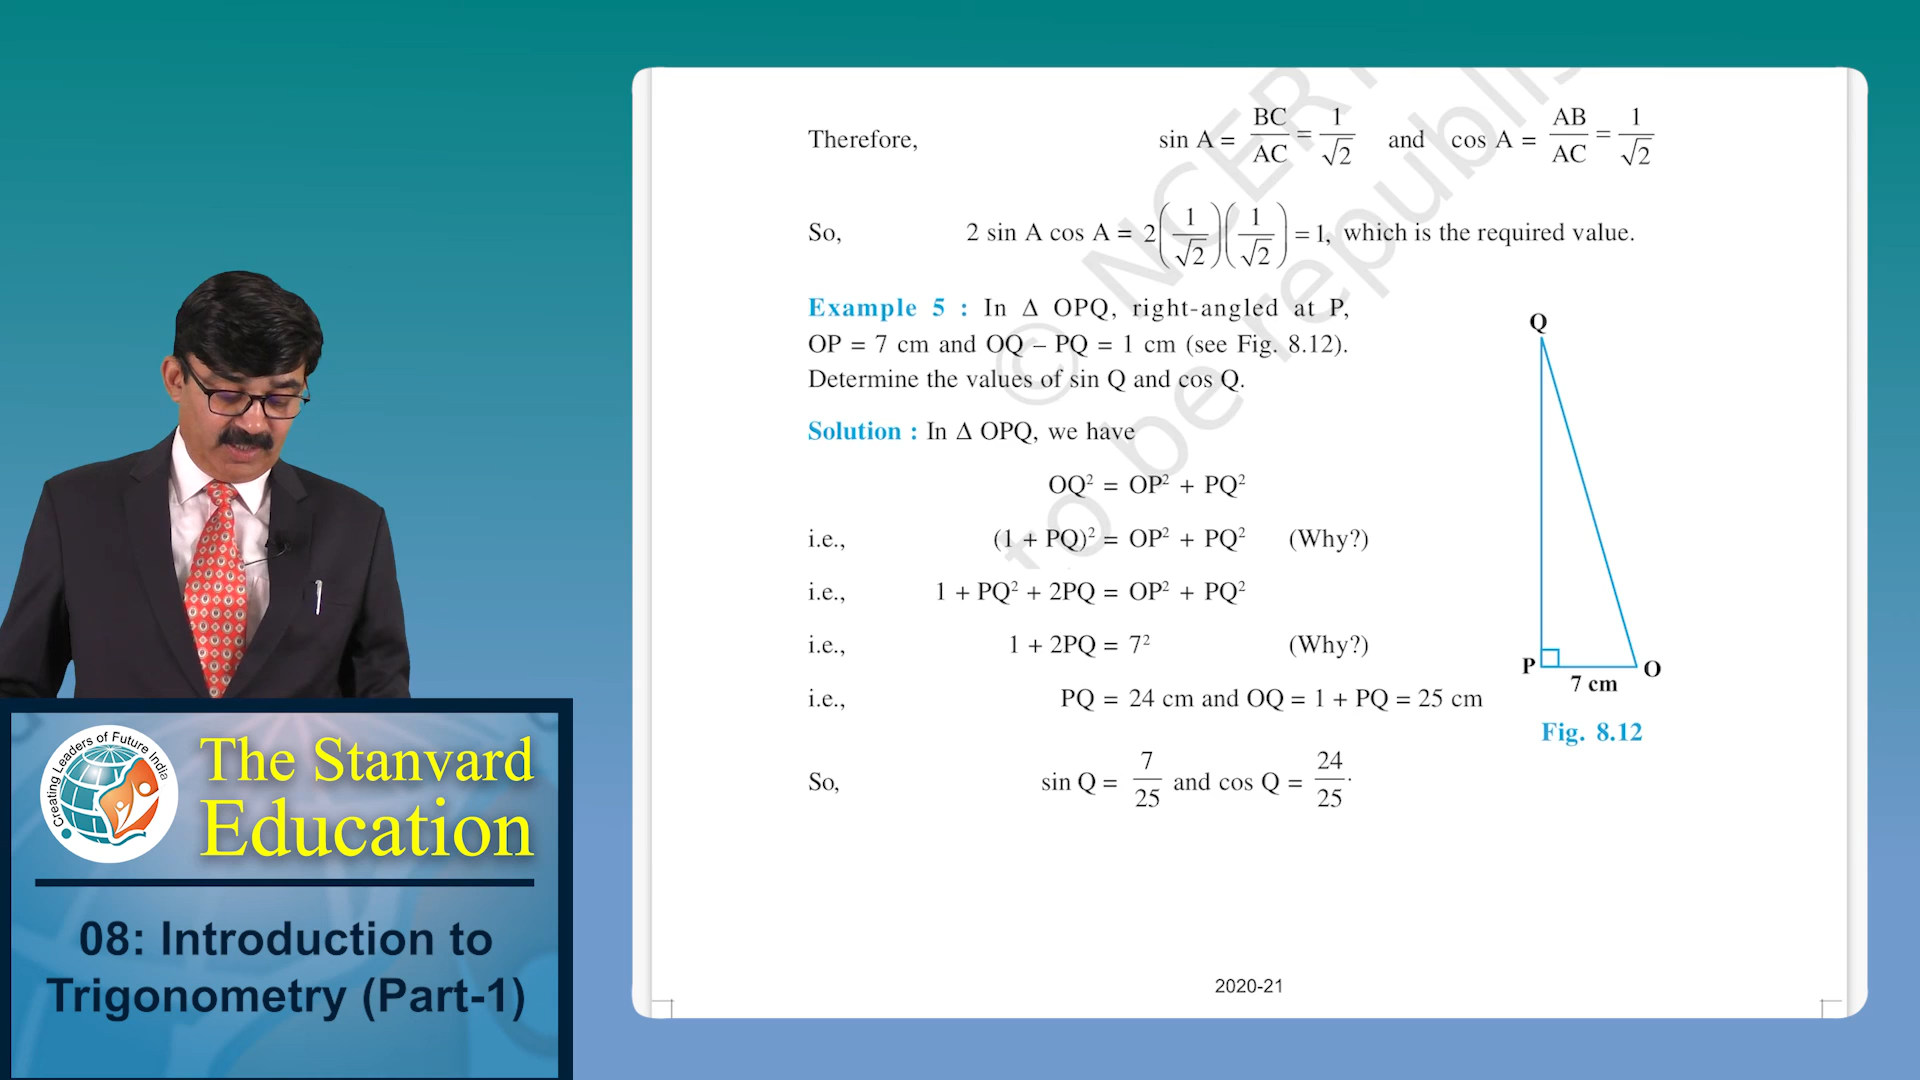 Therefore, sin A = BC/AC = 1/√2 and cos A = AB/AC = 1/√2
So, 2 sin A cos A = 2(1/√2)(1/√2) = 1, which is the required value.
Example 5 : In Δ OPQ, right-angled at P,
OP = 7 cm and OQ – PQ = 1 cm (see Fig. 8.12).
Determine the values of sin Q and cos Q.
Solution : In Δ OPQ, we have
OQ² = OP² + PQ²
i.e., (1 + PQ)² = OP² + PQ² (Why?)
i.e., 1 + PQ² + 2PQ = OP² + PQ²
i.e., 1 + 2PQ = 7² (Why?)
i.e., PQ = 24 cm and OQ = 1 + PQ = 25 cm
So, sin Q = 7/25 and cos Q = 24/25.
Q
P
O
7 cm
Fig. 8.12
2020-21
© NCERT
to be republis
Creating Leaders of Future India
The Stanvard
Education
08: Introduction to
Trigonometry (Part-1)